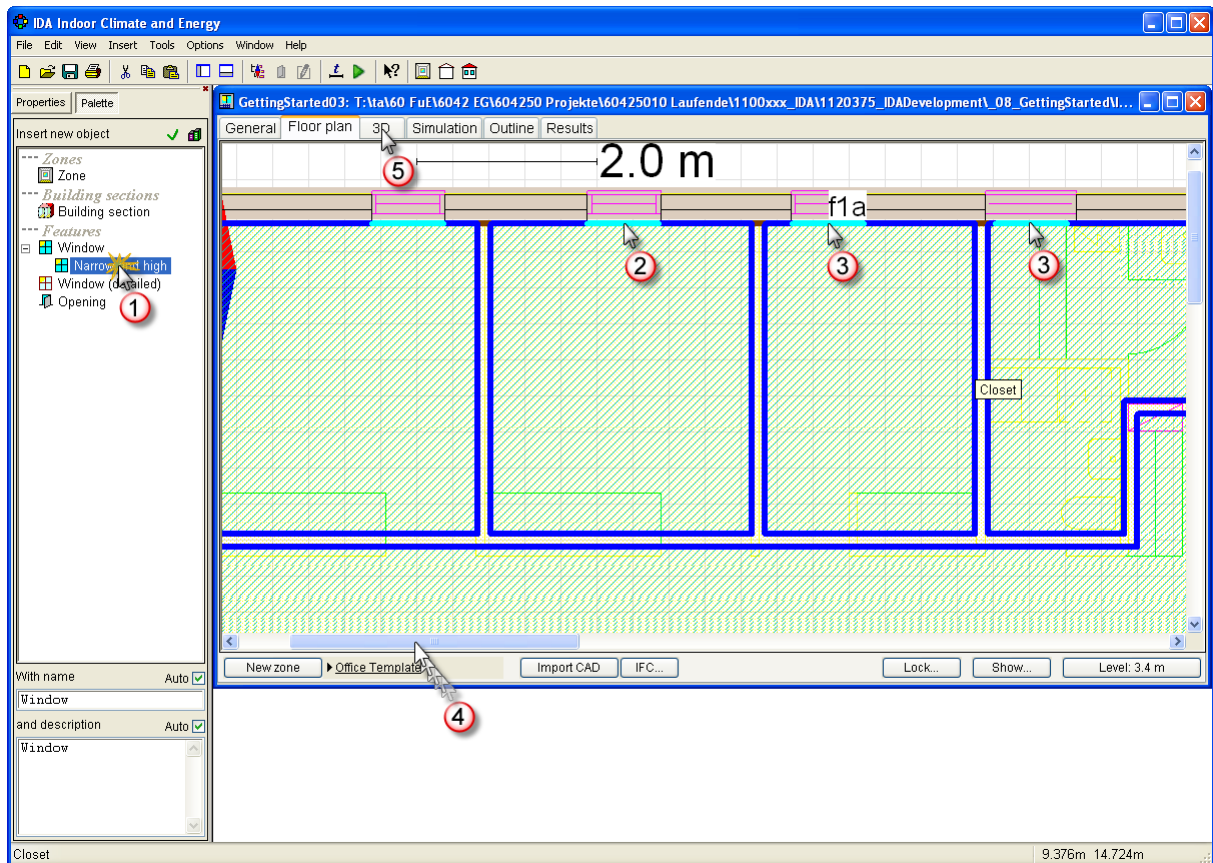 IDA Indoor Climate and Energy
File Edit View Insert Tools Options Window Help
Properties Palette
Insert new object
--- Zones
Zone
--- Building sections
Building section
--- Features
Window
high
Window
Opening
1
With name Auto
Window
and description Auto
Window
GettingStarted03: T:\ta\60 FuE\6042 EG\604250 Projekte\60425010 Laufende\1100xxx_IDA\1120375_IDADevelopment\_08_GettingStarted\I...
General Floor plan 3D Simulation Outline Results
5
2.0 m
f1a
2
3
3
Closet
New zone Office Template Import CAD IFC... Lock... Show... Level: 3.4 m
4
Closet 9.376m 14.724m